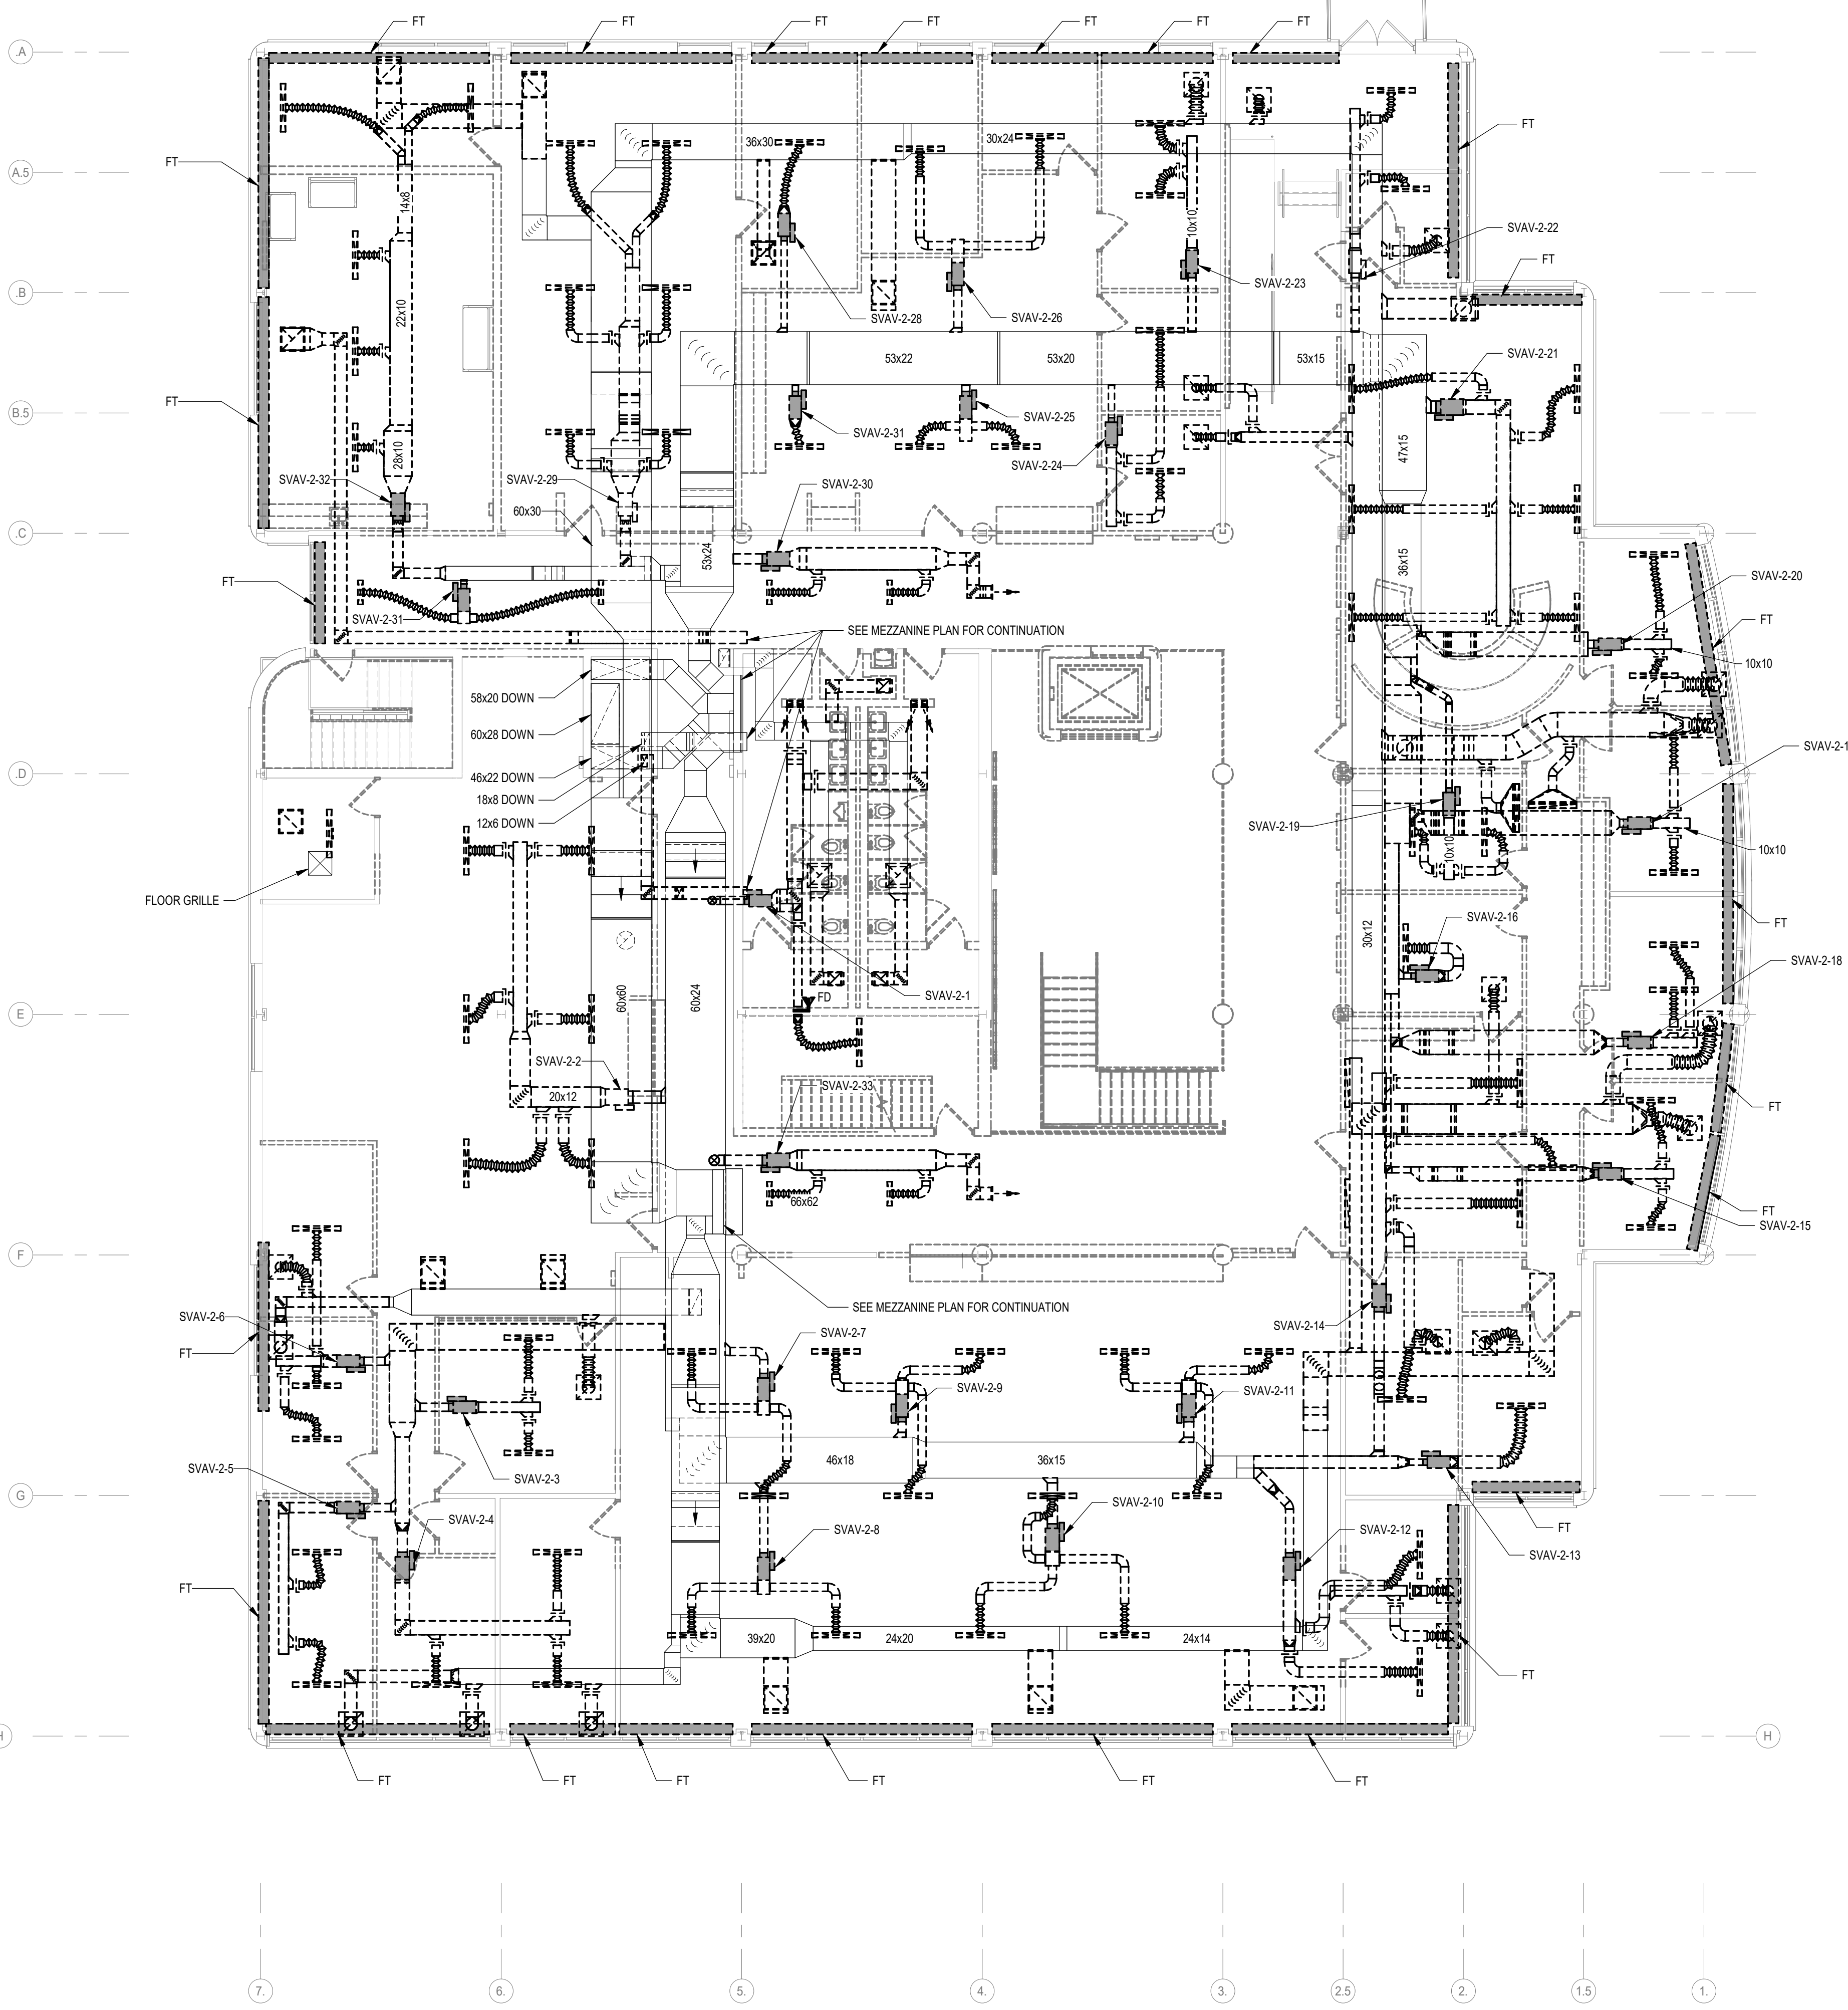 FT
FT
FT
FT
FT
FT
FT
.A
FT
FT
36x30
30x24
A.5
14x8
10x10
SVAV-2-22
FT
SVAV-2-23
.B
22x10
SVAV-2-28
SVAV-2-26
53x22
53x20
53x15
SVAV-2-21
FT
B.5
SVAV-2-31
SVAV-2-25
SVAV-2-24
47x15
28x10
SVAV-2-32
SVAV-2-29
SVAV-2-30
60x30
.C
53x24
36x15
FT
SVAV-2-20
SVAV-2-31
FT
SEE MEZZANINE PLAN FOR CONTINUATION
10x10
58x20 DOWN
60x28 DOWN
SVAV-2-1
.D
46x22 DOWN
18x8 DOWN
12x6 DOWN
SVAV-2-19
10x10
10x10
FLOOR GRILLE
SVAV-2-16
30x12
FT
SVAV-2-18
SVAV-2-1
FD
E
60x60
60x24
SVAV-2-2
SVAV-2-33
20x12
FT
66x62
FT
SVAV-2-15
F
SEE MEZZANINE PLAN FOR CONTINUATION
SVAV-2-6
SVAV-2-14
SVAV-2-7
FT
SVAV-2-9
SVAV-2-11
46x18
36x15
SVAV-2-5
SVAV-2-3
G
SVAV-2-10
SVAV-2-4
SVAV-2-8
SVAV-2-12
FT
SVAV-2-13
FT
39x20
24x20
24x14
FT
H
H
FT
FT
FT
FT
FT
FT
7.
6.
5.
4.
3.
2.5
2.
1.5
1.